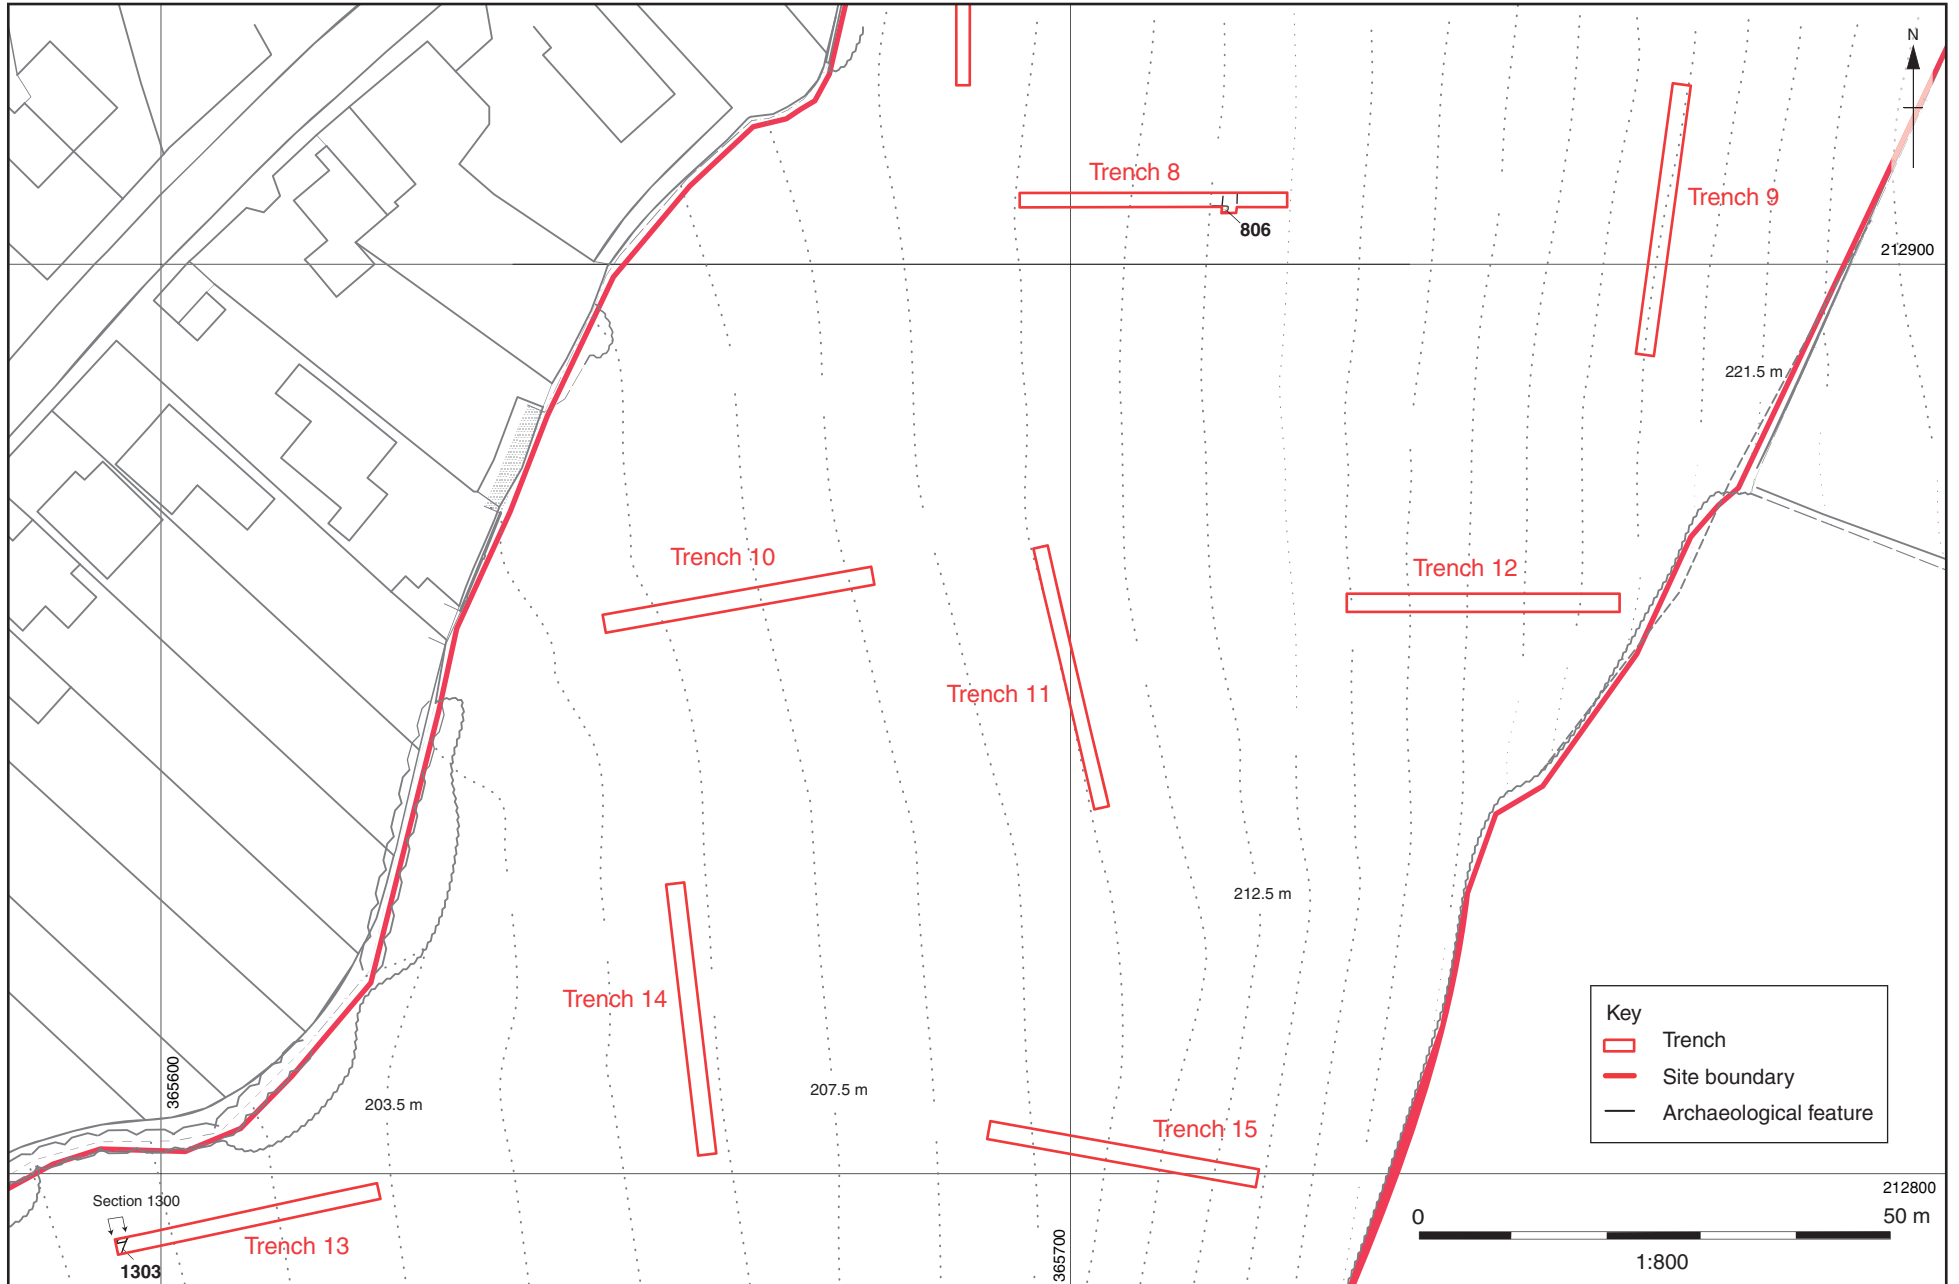 N
Trench 8
Trench 9
806
212900
221.5 m
Trench 10
Trench 12
Trench 11
212.5 m
Trench 14
Key
Trench
Site boundary
Archaeological feature
365600
203.5 m
207.5 m
Trench 15
Section 1300
212800
0
50 m
Trench 13
365700
1:800
1303